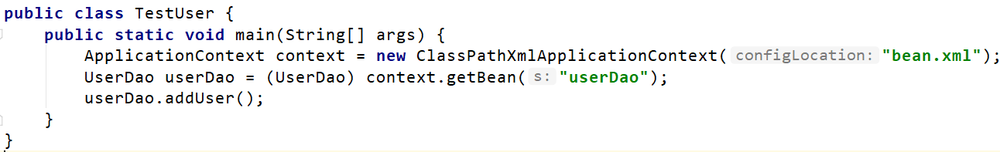 public class TestUser {
    public static void main(String[] args) {
        ApplicationContext context = new ClassPathXmlApplicationContext( configLocation: "bean.xml");
        UserDao userDao = (UserDao) context.getBean( s: "userDao");
        userDao.addUser();
    }
}